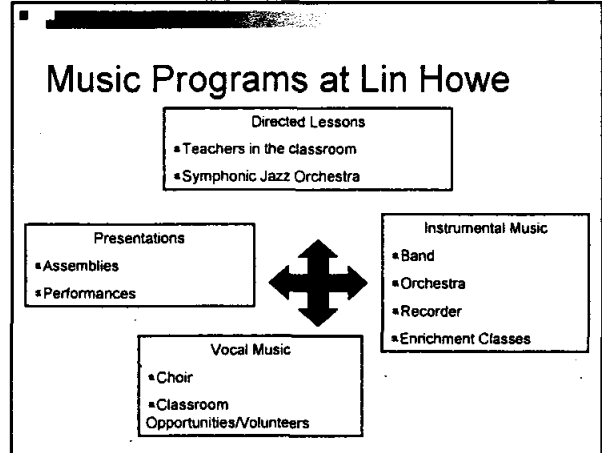 Music Programs at Lin Howe
Directed Lessons
Teachers in the classroom
Symphonic Jazz Orchestra
Presentations
Assemblies
Performances
Instrumental Music
Band
Orchestra
Recorder
Enrichment Classes
Vocal Music
Choir
Classroom
Opportunities/Volunteers